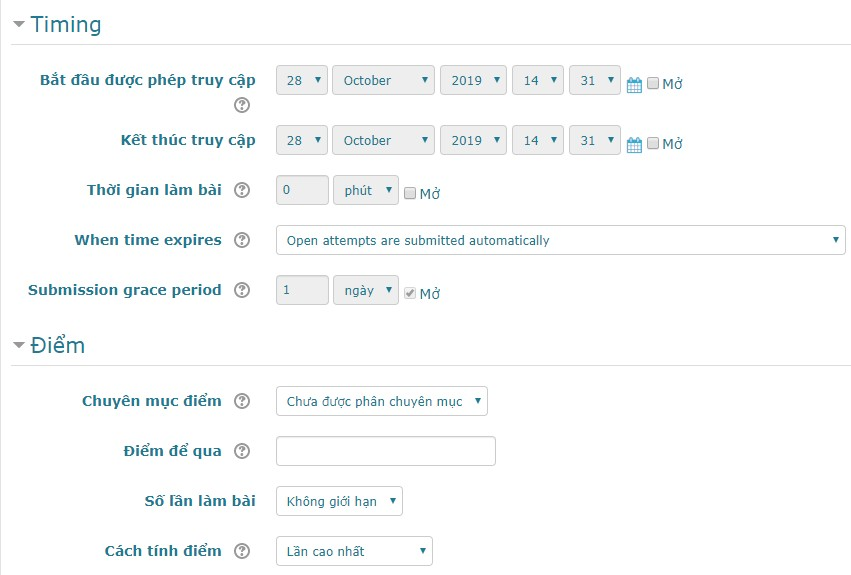 Timing
Bắt đầu được phép truy cập 28 October 2019 14 31 Mở
Kết thúc truy cập 28 October 2019 14 31 Mở
Thời gian làm bài 0 phút Mở
When time expires Open attempts are submitted automatically
Submission grace period 1 ngày Mở
Điểm
Chuyên mục điểm Chưa được phân chuyên mục
Điểm để qua
Số lần làm bài Không giới hạn
Cách tính điểm Lần cao nhất